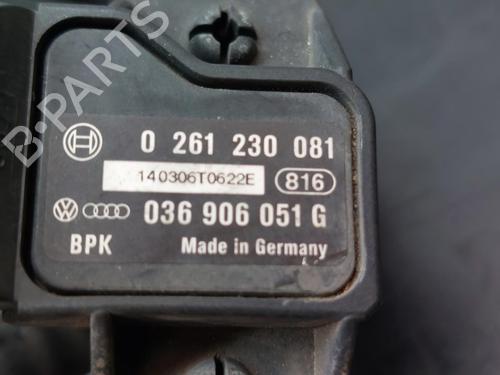 B-PARTS
0 261 230 081
140306T0622E 816
036 906 051 G
BPK Made in Germany